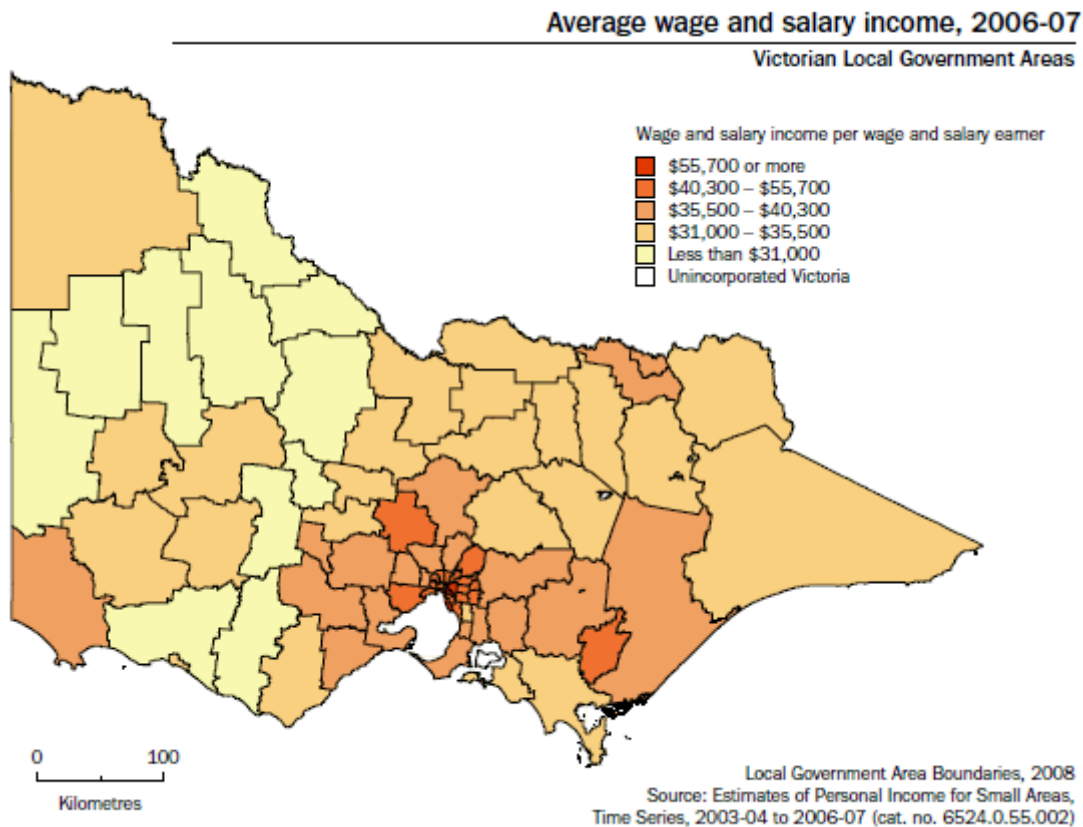 Average wage and salary income, 2006-07
Victorian Local Government Areas
Wage and salary income per wage and salary earner
$55,700 or more
$40,300 – $55,700
$35,500 – $40,300
$31,000 – $35,500
Less than $31,000
Unincorporated Victoria
0 100
Kilometres
Local Government Area Boundaries, 2008
Source: Estimates of Personal Income for Small Areas,
Time Series, 2003-04 to 2006-07 (cat. no. 6524.0.55.002)